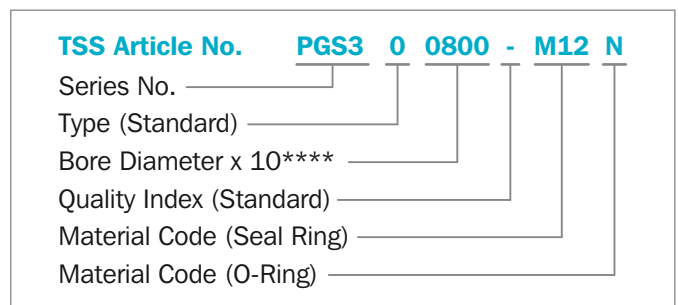 TSS Article No. PGS3 0 0800 - M12 N
Series No.
Type (Standard)
Bore Diameter x 10****
Quality Index (Standard)
Material Code (Seal Ring)
Material Code (O-Ring)